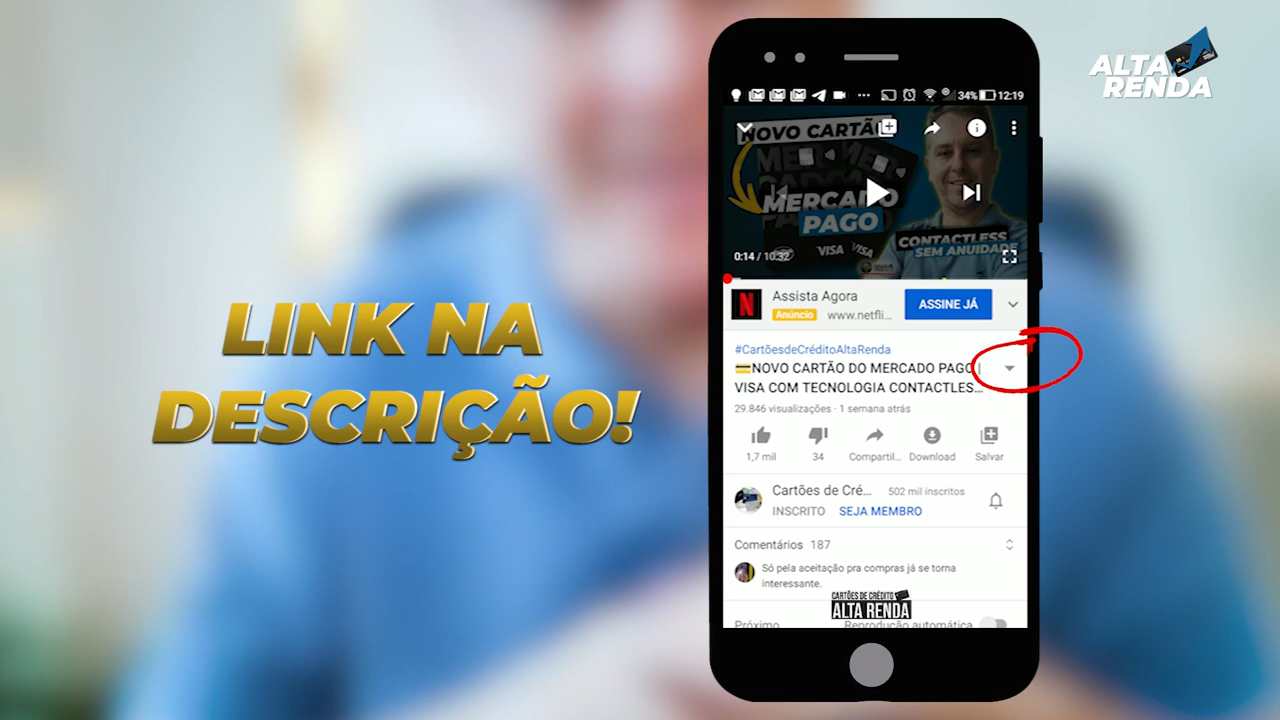 ALTA
RENDA
LINK NA
DESCRIÇÃO!
34% 12:19
NOVO CARTÃO
MERCADO
PAGO
VISA
VISA
CONTACTLESS
SEM ANUIDADE
0:14 / 10:32
Assista Agora
Anúncio www.netfli...
ASSINE JÁ
#CartõesdeCréditoAltaRenda
NOVO CARTÃO DO MERCADO PAGO |
VISA COM TECNOLOGIA CONTACTLES...
29.846 visualizações · 1 semana atrás
1,7 mil 34 Compartil... Download Salvar
Cartões de Cré... 502 mil inscritos
INSCRITO SEJA MEMBRO
Comentários 187
Só pela aceitação pra compras já se torna
interessante.
CARTÕES DE CRÉDITO
ALTA RENDA
Próximo Reprodução automática